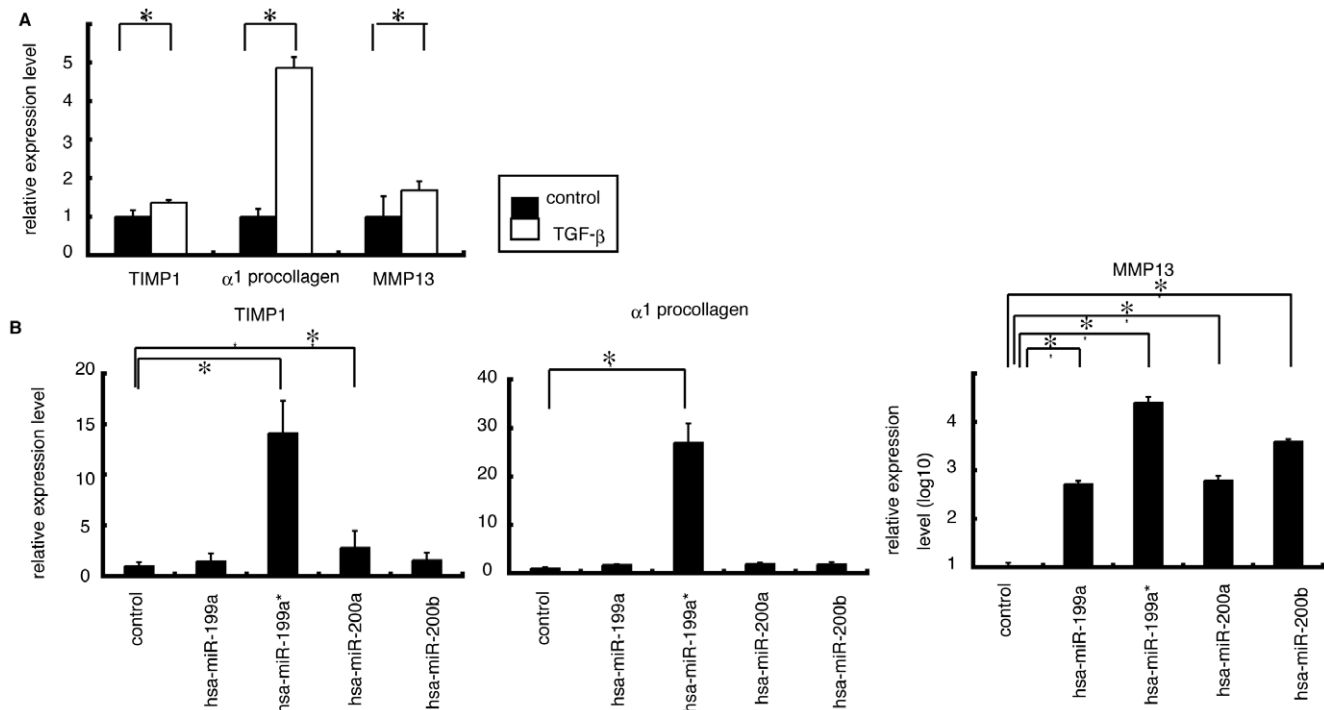 A
* * *
relative expression level
5
4
3
2
1
0
TIMP1 α1 procollagen MMP13
control
TGF-β
B
TIMP1
* *
relative expression level
20
15
10
5
0
control
hsa-miR-199a
hsa-miR-199a*
hsa-miR-200a
hsa-miR-200b
α1 procollagen
*
40
30
20
10
0
control
hsa-miR-199a
hsa-miR-199a*
hsa-miR-200a
hsa-miR-200b
MMP13
*
*
*
*
relative expression
level (log10)
4
3
2
1
control
hsa-miR-199a
hsa-miR-199a*
hsa-miR-200a
hsa-miR-200b